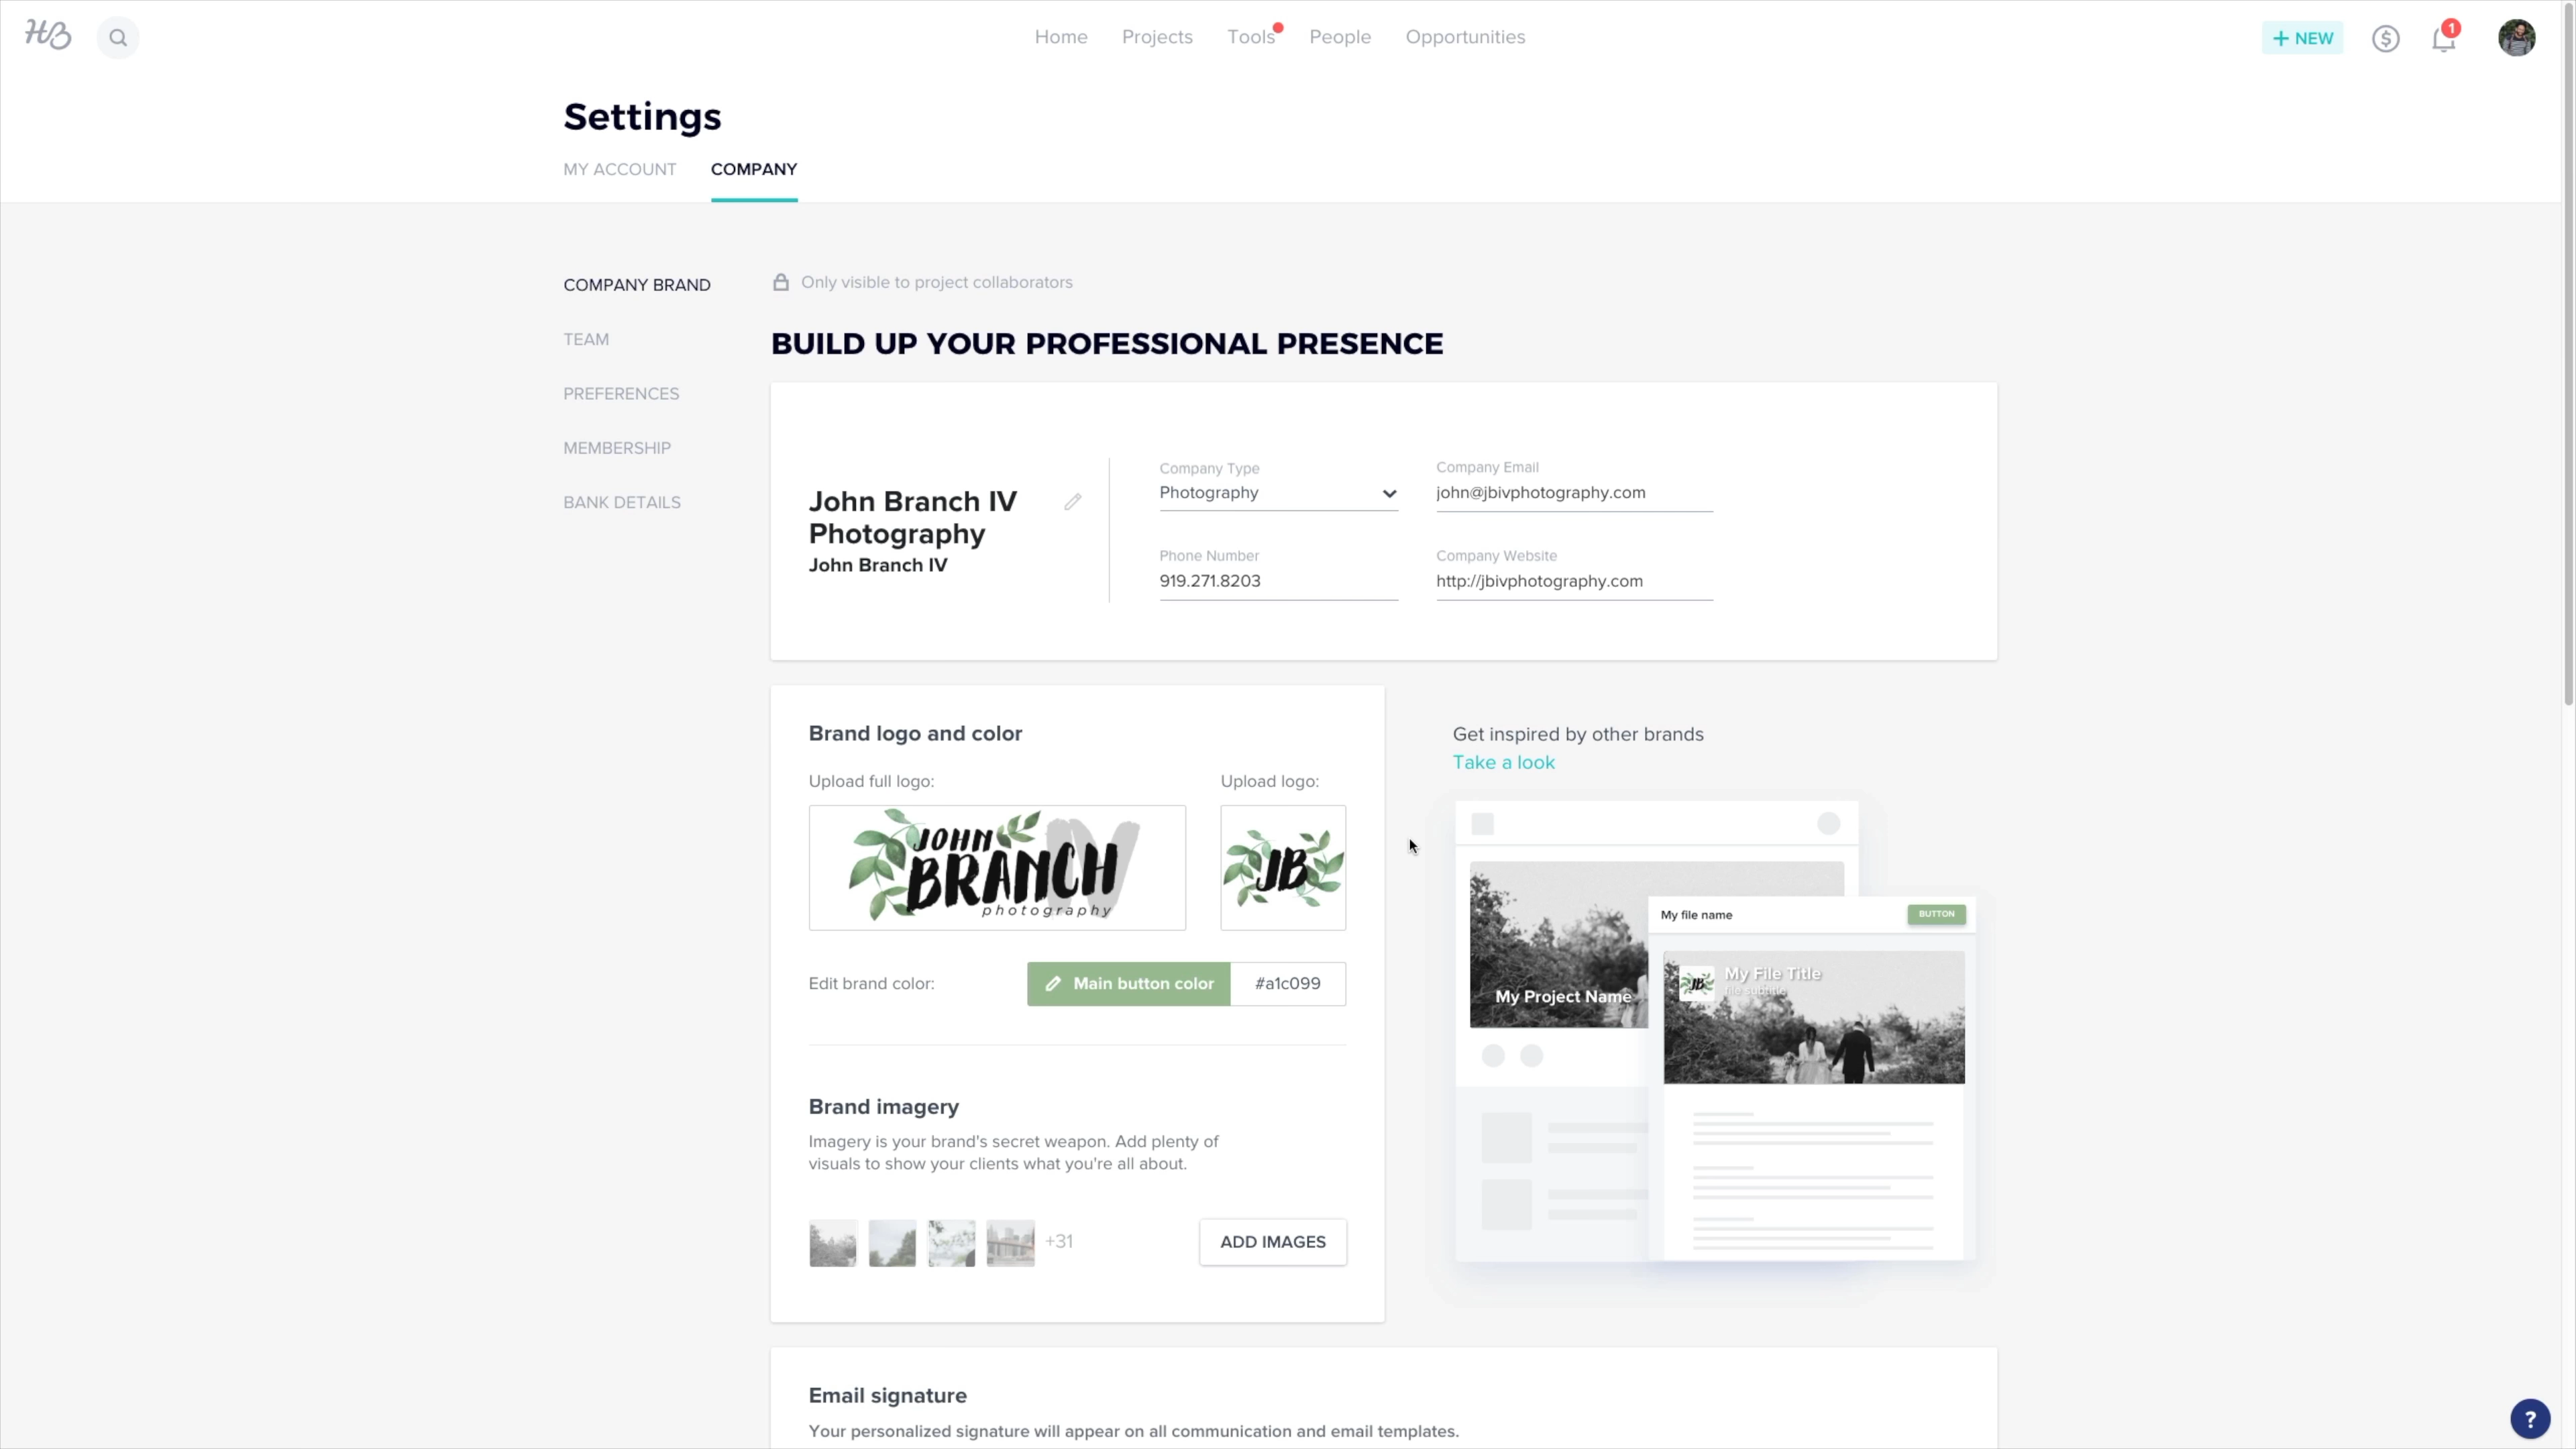 HB
Home Projects Tools People Opportunities
+ NEW
1
Settings
MY ACCOUNT COMPANY
COMPANY BRAND
TEAM
PREFERENCES
MEMBERSHIP
BANK DETAILS
Only visible to project collaborators
BUILD UP YOUR PROFESSIONAL PRESENCE
John Branch IV
Photography
John Branch IV
Company Type
Photography
Company Email
john@jbivphotography.com
Phone Number
919.271.8203
Company Website
http://jbivphotography.com
Brand logo and color
Upload full logo:
Upload logo:
JOHN
BRANCH IV
photography
JB
Edit brand color:
Main button color
#a1c099
Brand imagery
Imagery is your brand's secret weapon. Add plenty of
visuals to show your clients what you're all about.
+31
ADD IMAGES
Get inspired by other brands
Take a look
My Project Name
My file name
BUTTON
JB
My File Title
file subtitle
Email signature
Your personalized signature will appear on all communication and email templates.
?